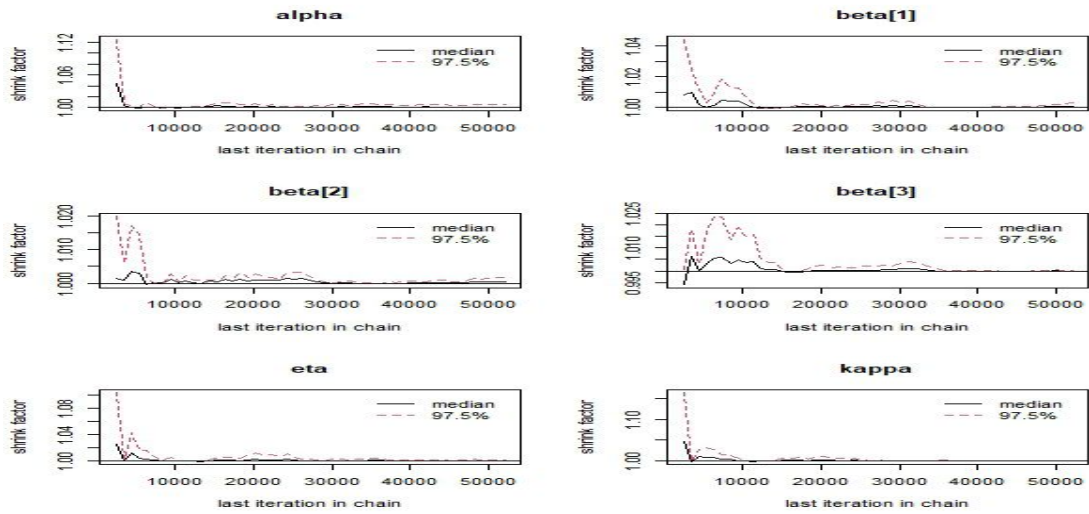 alpha
shrink factor
1.00 1.06 1.12
median
97.5%
10000 20000 30000 40000 50000
last iteration in chain
beta[1]
shrink factor
1.00 1.02 1.04
median
97.5%
10000 20000 30000 40000 50000
last iteration in chain
beta[2]
shrink factor
1.000 1.010 1.020
median
97.5%
10000 20000 30000 40000 50000
last iteration in chain
beta[3]
shrink factor
0.995 1.010 1.025
median
97.5%
10000 20000 30000 40000 50000
last iteration in chain
eta
shrink factor
1.00 1.04 1.08
median
97.5%
10000 20000 30000 40000 50000
last iteration in chain
kappa
shrink factor
1.00 1.10
median
97.5%
10000 20000 30000 40000 50000
last iteration in chain